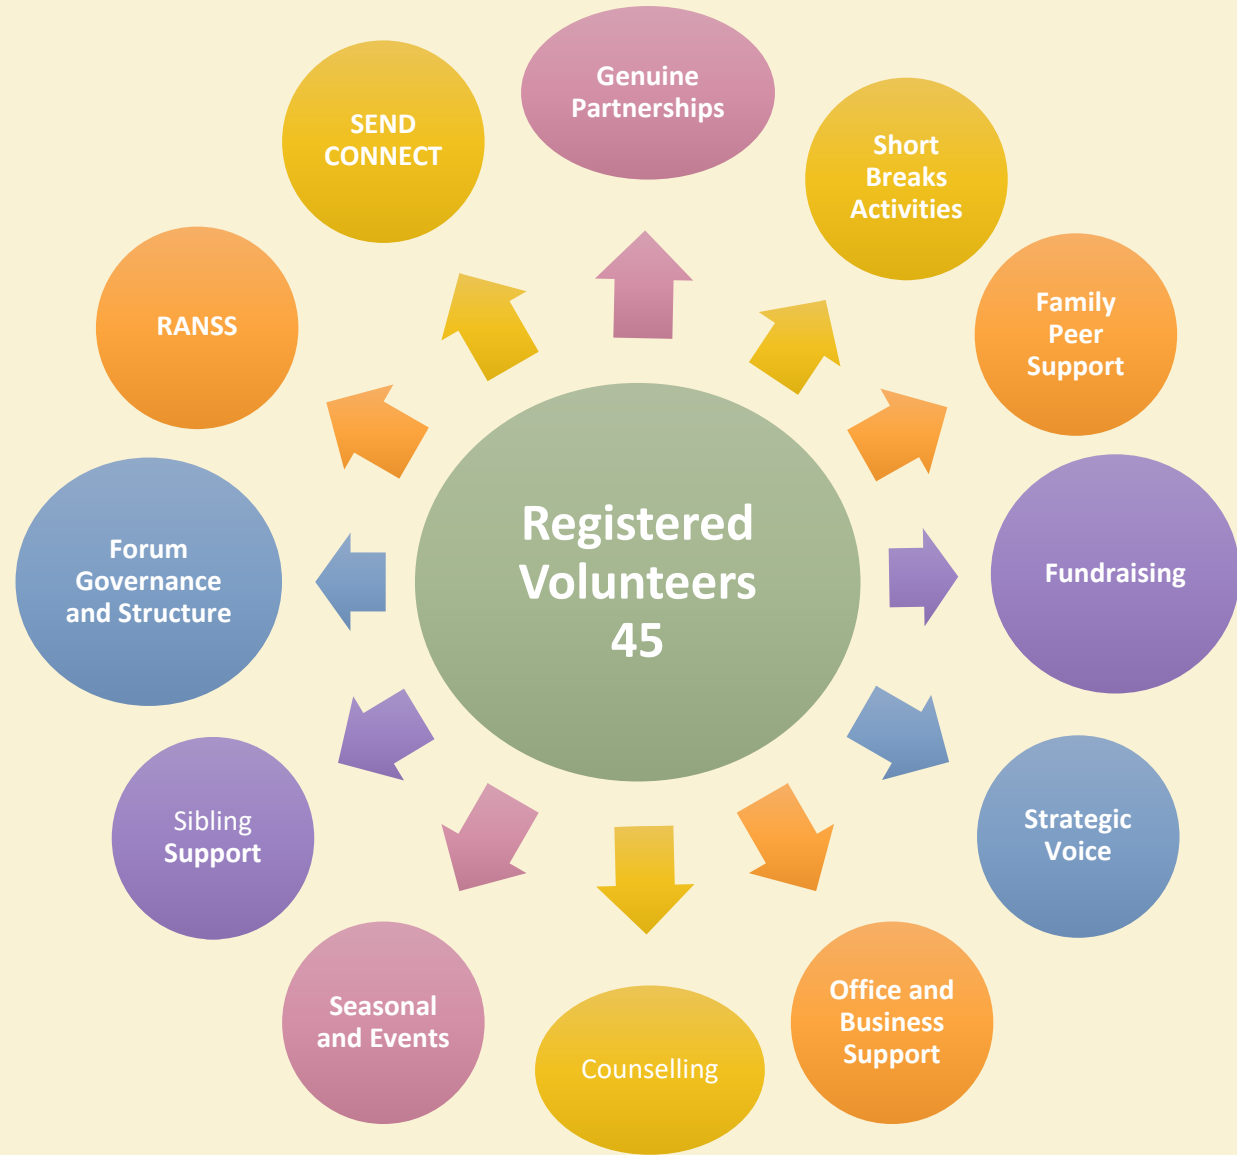 Genuine
Partnerships
Short
Breaks
Activities
Family
Peer
Support
Fundraising
Strategic
Voice
Office and
Business
Support
Counselling
Seasonal
and Events
Sibling
Support
Forum
Governance
and Structure
RANSS
SEND
CONNECT
Registered
Volunteers
45